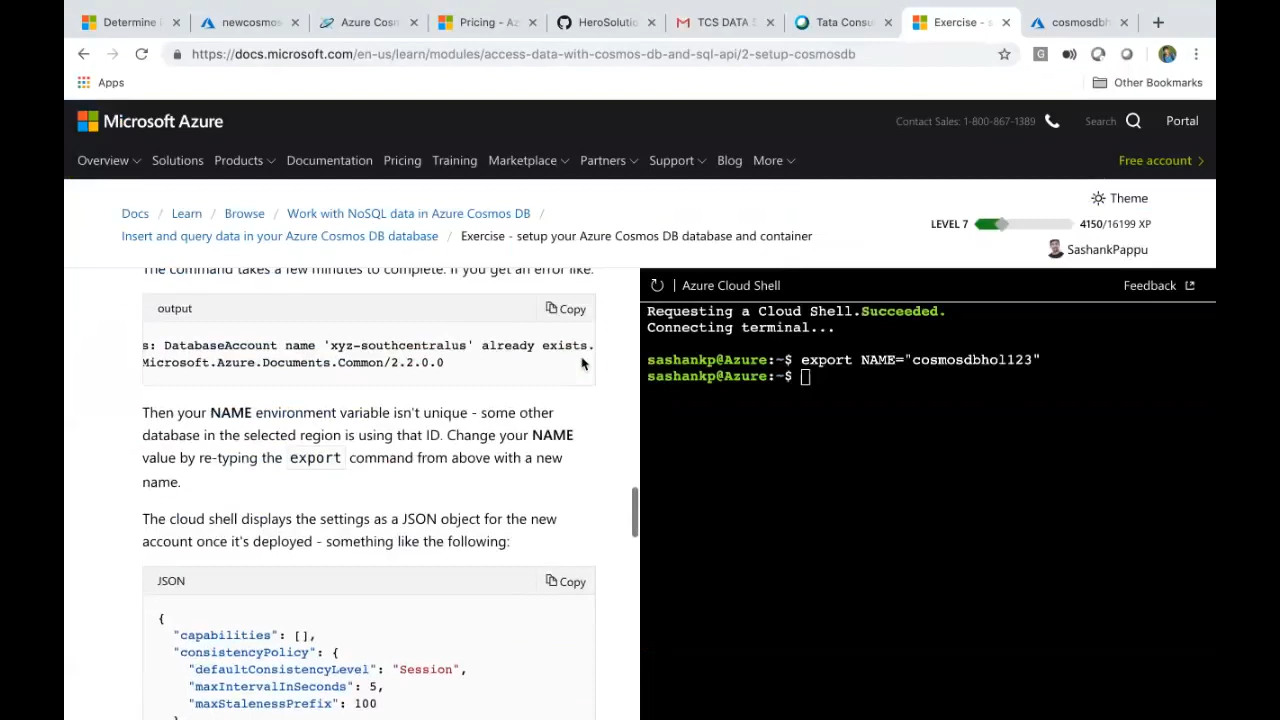 Determine
newcosmos
Azure Cosm
Pricing - Az
HeroSolutio
TCS DATA S
Tata Consul
Exercise - s
cosmosdbh
https://docs.microsoft.com/en-us/learn/modules/access-data-with-cosmos-db-and-sql-api/2-setup-cosmosdb
Apps
Other Bookmarks
Microsoft Azure
Contact Sales: 1-800-867-1389
Search
Portal
Overview
Solutions
Products
Documentation
Pricing
Training
Marketplace
Partners
Support
Blog
More
Free account
Docs / Learn / Browse / Work with NoSQL data in Azure Cosmos DB /
Insert and query data in your Azure Cosmos DB database / Exercise - setup your Azure Cosmos DB database and container
Theme
LEVEL 7 4150/16199 XP
SashankPappu
The command takes a few minutes to complete. If you get an error like:
output
Copy
s: DatabaseAccount name 'xyz-southcentralus' already exists.
Microsoft.Azure.Documents.Common/2.2.0.0
Then your NAME environment variable isn't unique - some other
database in the selected region is using that ID. Change your NAME
value by re-typing the export command from above with a new
name.
The cloud shell displays the settings as a JSON object for the new
account once it's deployed - something like the following:
JSON
Copy
{
"capabilities": [],
"consistencyPolicy": {
"defaultConsistencyLevel": "Session",
"maxIntervalInSeconds": 5,
"maxStalenessPrefix": 100
Azure Cloud Shell
Feedback
Requesting a Cloud Shell.Succeeded.
Connecting terminal...
sashankp@Azure:~$ export NAME="cosmosdbhol123"
sashankp@Azure:~$